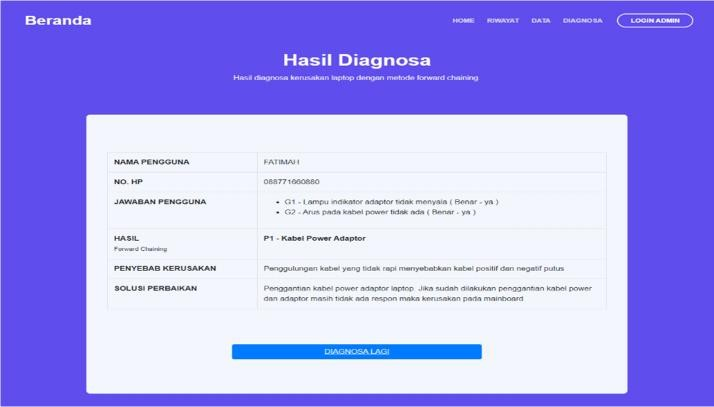 Beranda
HOME RIWAYAT DATA DIAGNOSA LOGIN ADMIN
Hasil Diagnosa
Hasil diagnosa kerusakan laptop dengan metode forward chaining.
NAMA PENGGUNA FATIMAH
NO. HP 088771660880
JAWABAN PENGGUNA • G1 - Lampu indikator adaptor tidak menyala ( Benar - ya )
• G2 - Arus pada kabel power tidak ada ( Benar - ya )
HASIL P1 - Kabel Power Adaptor
Forward Chaining
PENYEBAB KERUSAKAN Penggulungan kabel yang tidak rapi menyebabkan kabel positif dan negatif putus
SOLUSI PERBAIKAN Penggantian kabel power adaptor laptop. Jika sudah dilakukan penggantian kabel power
dan adaptor masih tidak ada respon maka kerusakan pada mainboard
DIAGNOSA LAGI